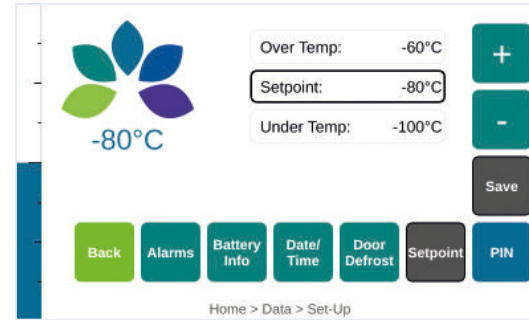 Over Temp: -60°C
Setpoint: -80°C
Under Temp: -100°C
+
-
-80°C
Save
Back
Alarms
Battery
Info
Date/
Time
Door
Defrost
Setpoint
PIN
Home > Data > Set-Up